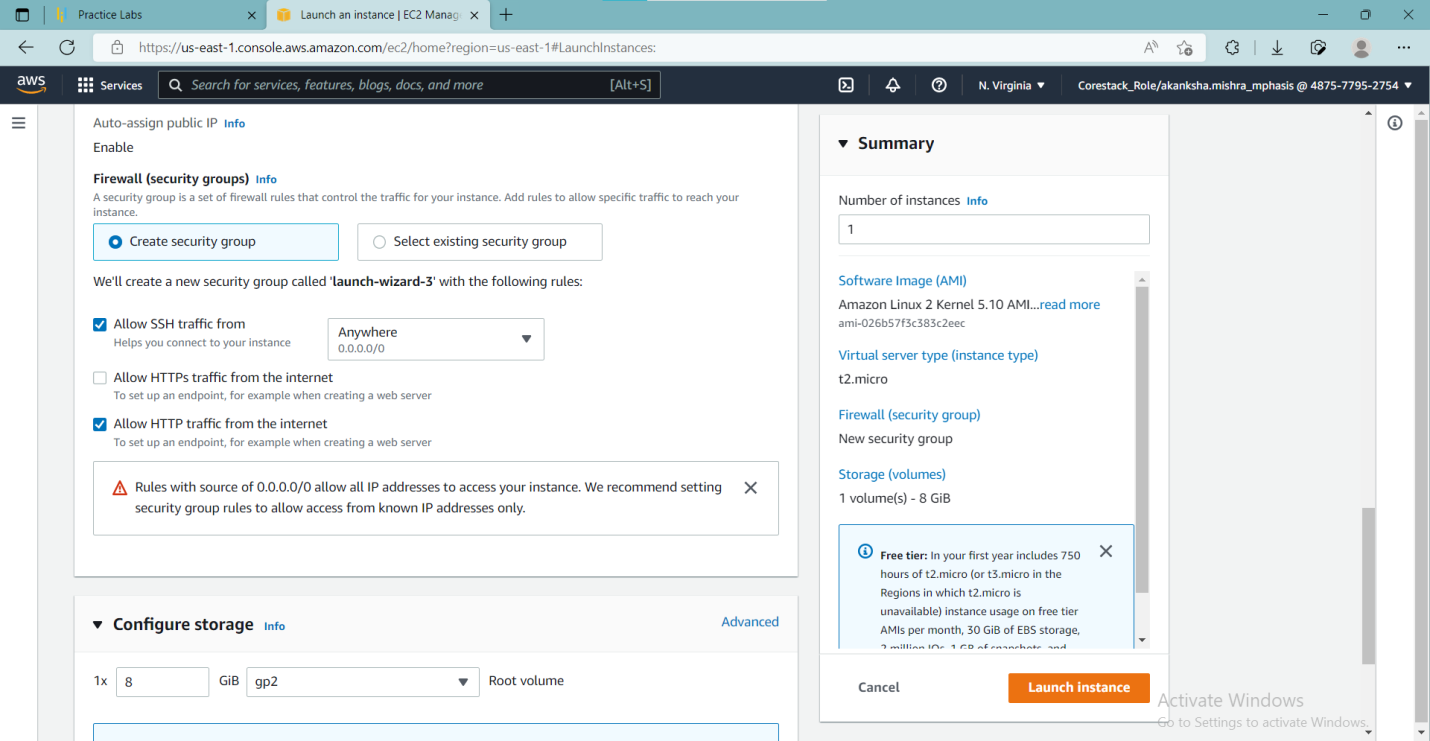 Practice Labs
Launch an instance | EC2 Manag
https://us-east-1.console.aws.amazon.com/ec2/home?region=us-east-1#LaunchInstances:
aws
Services
Search for services, features, blogs, docs, and more
[Alt+S]
N. Virginia
Corestack_Role/akanksha.mishra_mphasis @ 4875-7795-2754
Auto-assign public IP Info
Enable
Firewall (security groups) Info
A security group is a set of firewall rules that control the traffic for your instance. Add rules to allow specific traffic to reach your
instance.
Create security group
Select existing security group
We'll create a new security group called 'launch-wizard-3' with the following rules:
Allow SSH traffic from
Helps you connect to your instance
Anywhere
0.0.0.0/0
Allow HTTPs traffic from the internet
To set up an endpoint, for example when creating a web server
Allow HTTP traffic from the internet
To set up an endpoint, for example when creating a web server
Rules with source of 0.0.0.0/0 allow all IP addresses to access your instance. We recommend setting
security group rules to allow access from known IP addresses only.
Configure storage Info
Advanced
1x
8
GiB
gp2
Root volume
Summary
Number of instances Info
1
Software Image (AMI)
Amazon Linux 2 Kernel 5.10 AMI...read more
ami-026b57f3c383c2eec
Virtual server type (instance type)
t2.micro
Firewall (security group)
New security group
Storage (volumes)
1 volume(s) - 8 GiB
Free tier: In your first year includes 750
hours of t2.micro (or t3.micro in the
Regions in which t2.micro is
unavailable) instance usage on free tier
AMIs per month, 30 GiB of EBS storage,
2 million IOs, 1 GB of snapshots, and
Cancel
Launch instance
Activate Windows
Go to Settings to activate Windows.